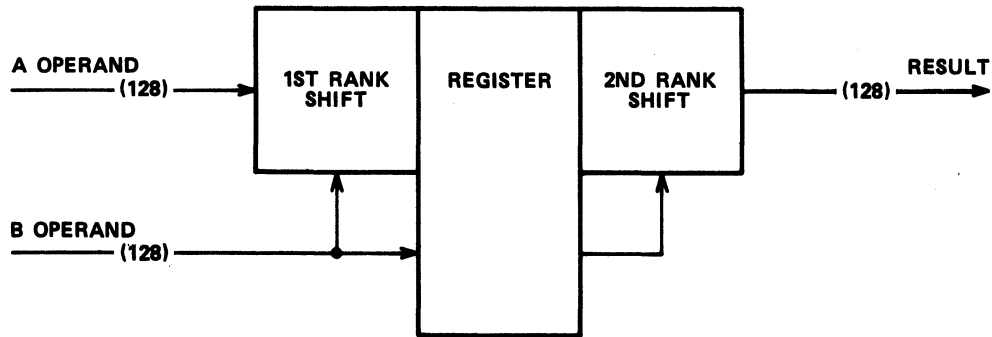 A OPERAND
(128)
1ST RANK
SHIFT
REGISTER
2ND RANK
SHIFT
RESULT
(128)
B OPERAND
(128)